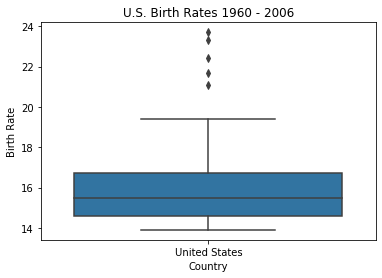 U.S. Birth Rates 1960 - 2006
24
22
20
18
16
14
Birth Rate
United States
Country